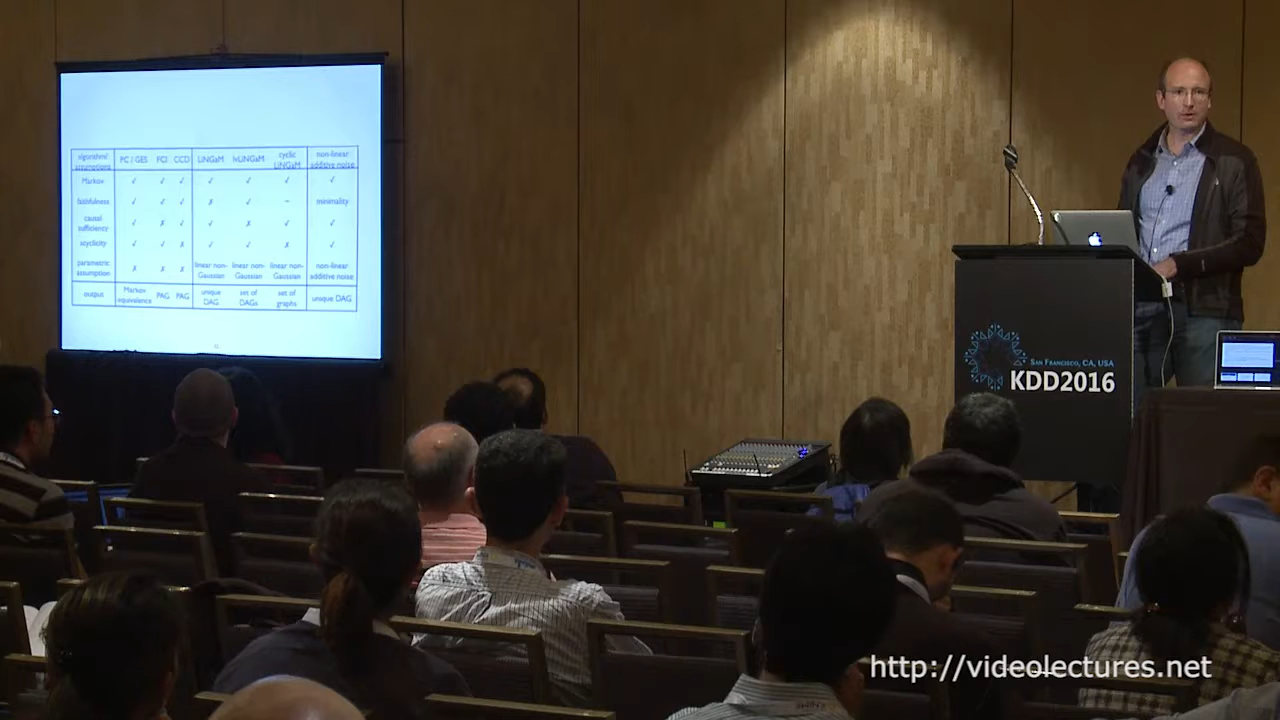 algorithm/ assumptions PC / GES FCI CCD LiNGaM lvLiNGaM cyclic LiNGaM non-linear additive noise
Markov ✓ ✓ ✓ ✓ ✓ ✓ ✓
faithfulness ✓ ✓ ✓ ✗ ✓ ~ minimality
causal sufficiency ✓ ✗ ✓ ✓ ✗ ✓ ✓
acyclicity ✓ ✓ ✗ ✓ ✓ ✗ ✓
parametric assumption ✗ ✗ ✗ linear non-Gaussian linear non-Gaussian linear non-Gaussian non-linear additive noise
output Markov equivalence PAG PAG unique DAG set of DAGs set of graphs unique DAG
SAN FRANCISCO, CA, USA
KDD2016
http://videolectures.net